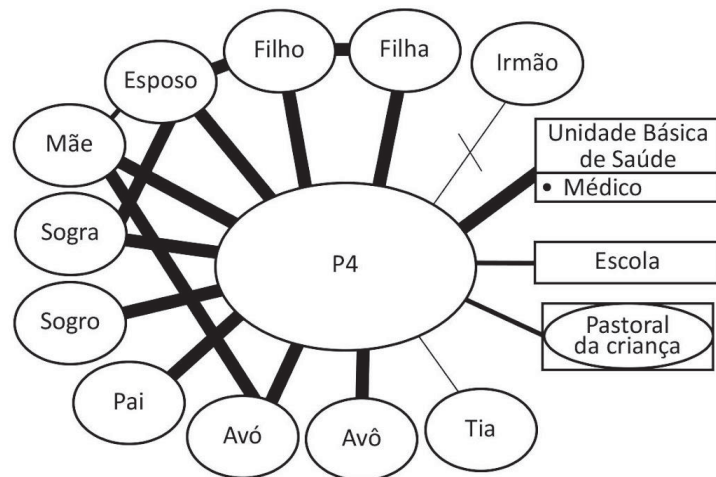 Filho
Filha
Irmão
Esposo
Mãe
Unidade Básica
de Saúde
• Médico
Sogra
P4
Escola
Sogro
Pastoral
da criança
Pai
Avó
Avô
Tia